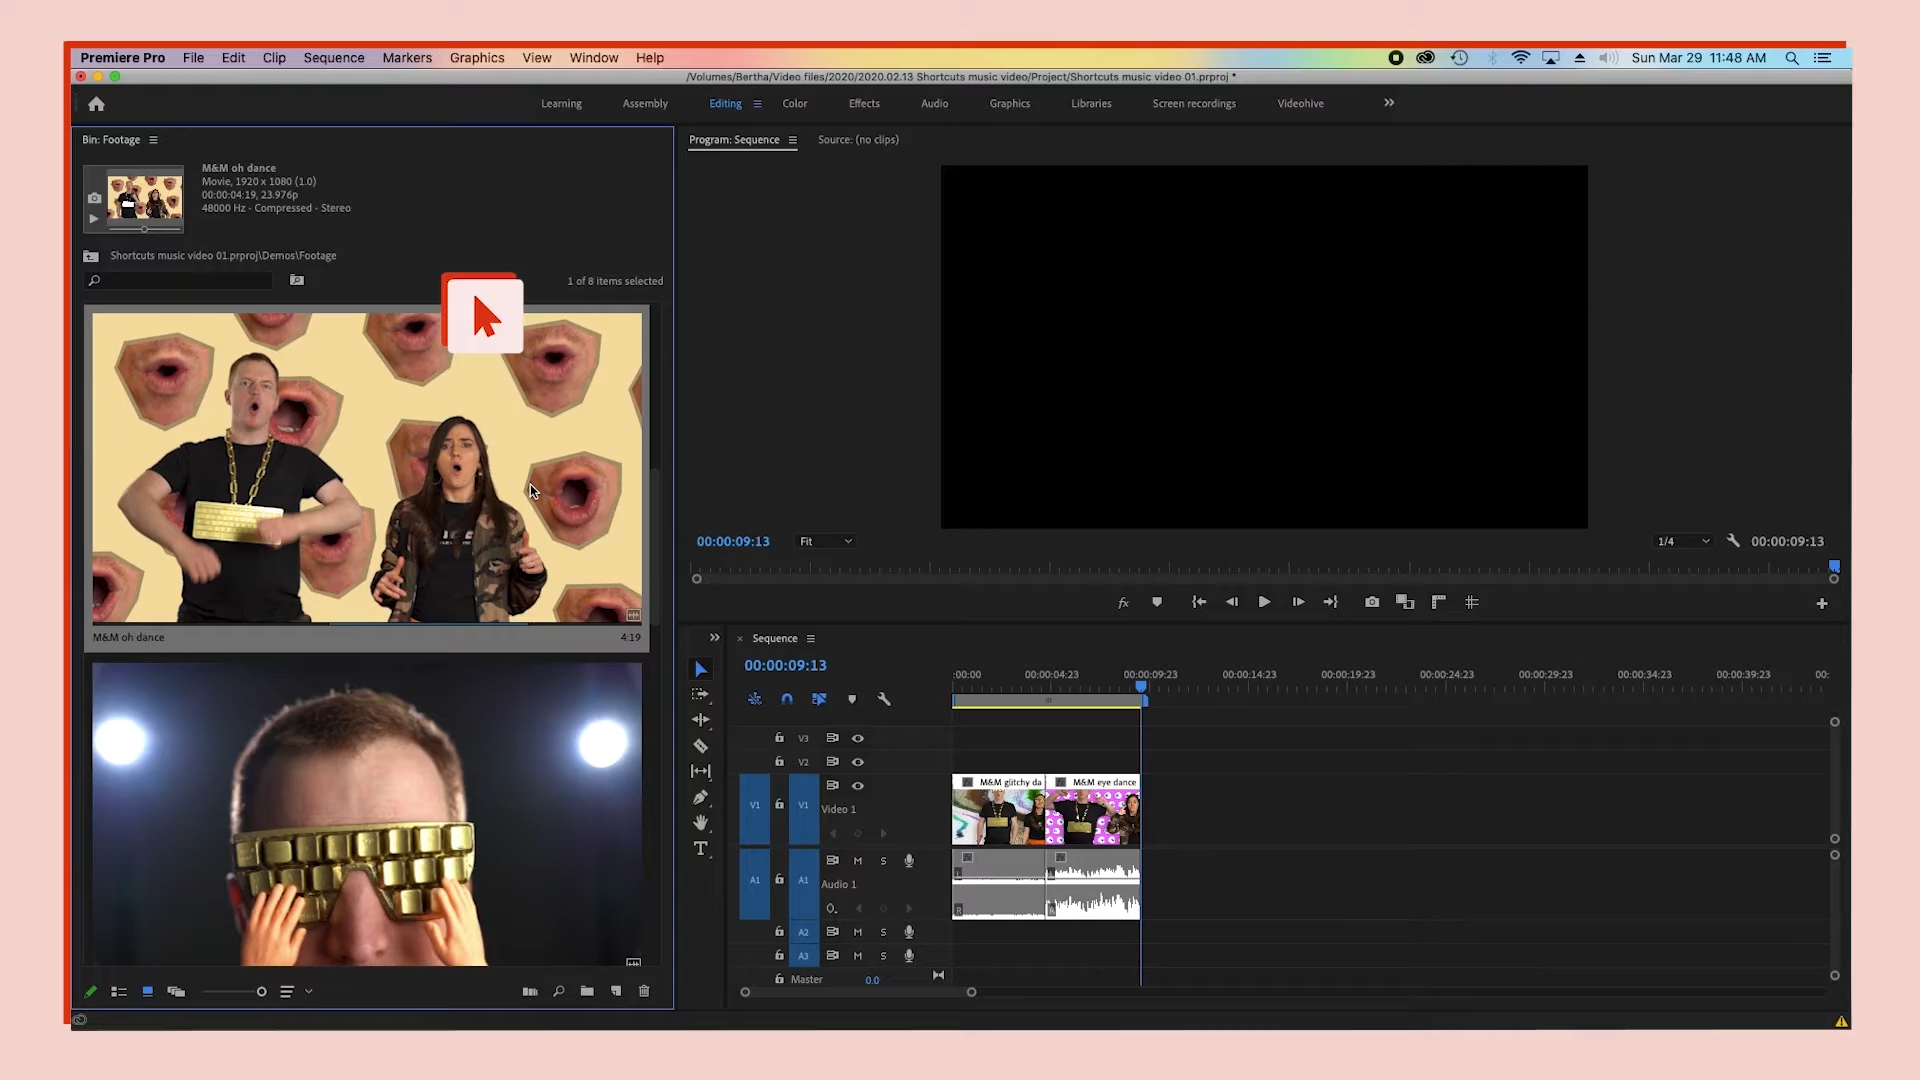 Premiere Pro File Edit Clip Sequence Markers Graphics View Window Help Sun Mar 29 11:48 AM
/Volumes/Bertha/Video files/2020/2020.02.13 Shortcuts music video/Project/Shortcuts music video 01.prproj *
Learning Assembly Editing Color Effects Audio Graphics Libraries Screen recordings Videohive
Bin: Footage
M&M oh dance
Movie, 1920 x 1080 (1.0)
00:00:04:19, 23.976p
48000 Hz - Compressed - Stereo
Shortcuts music video 01.prproj\Demos\Footage
1 of 8 items selected
M&M oh dance 4:19
Program: Sequence Source: (no clips)
00:00:09:13 Fit 1/4 00:00:09:13
fx
Sequence
00:00:09:13
:00:00 00:00:04:23 00:00:09:23 00:00:14:23 00:00:19:23 00:00:24:23 00:00:29:23 00:00:34:23 00:00:39:23 00:
V3
V2
M&M glitchy da M&M eye dance
V1 V1 Video 1
M S
A1 A1 Audio 1
L
R R
A2 M S
A3 M S
Master 0.0